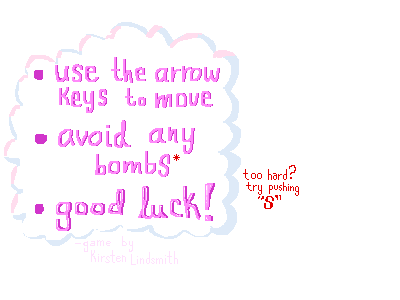 • use the arrow
keys to move
• avoid any
bombs*
• good luck!
too hard?
try pushing
"S"
~game by
Kirsten Lindsmith